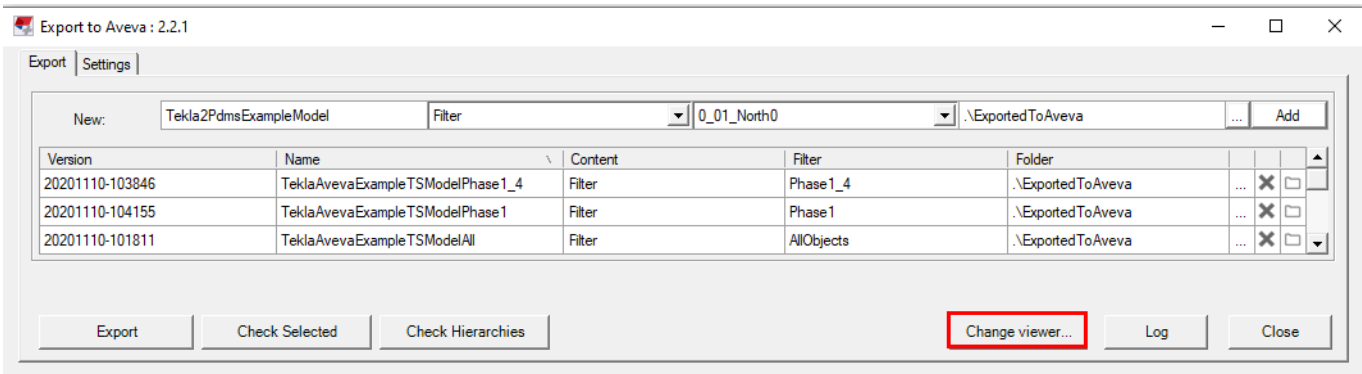 Export to Aveva : 2.2.1
Export Settings
New: Tekla2PdmsExampleModel Filter 0_01_North0 .\ExportedToAveva ... Add
Version Name Content Filter Folder
20201110-103846 TeklaAvevaExampleTSModelPhase1_4 Filter Phase1_4 .\ExportedToAveva ...
20201110-104155 TeklaAvevaExampleTSModelPhase1 Filter Phase1 .\ExportedToAveva ...
20201110-101811 TeklaAvevaExampleTSModelAll Filter AllObjects .\ExportedToAveva ...
Export Check Selected Check Hierarchies Change viewer... Log Close